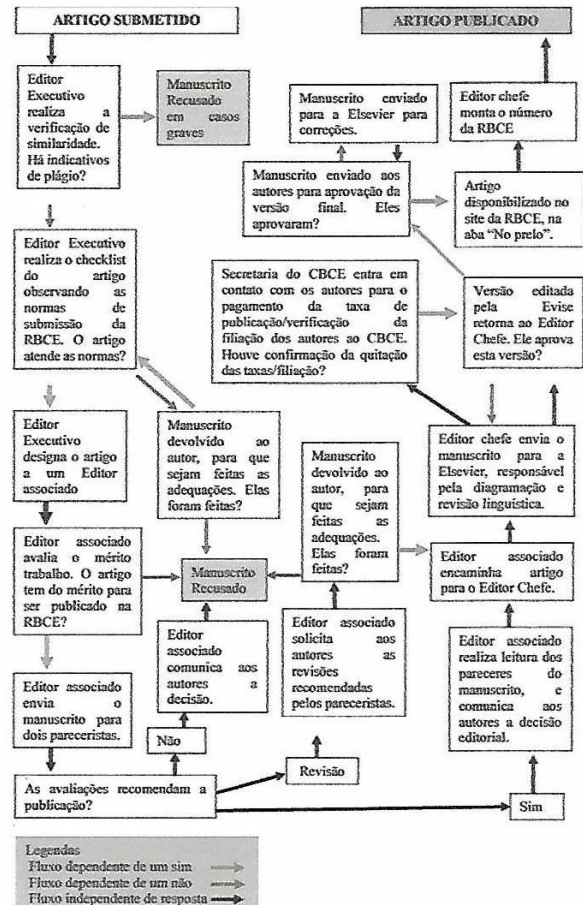 ARTIGO SUBMETIDO
ARTIGO PUBLICADO
Editor
Executivo
realiza a
verificação de
similaridade.
Há indicativos
de plágio?
Manuscrito
Recusado
em casos
graves
Manuscrito enviado
para a Elsevier para
correções.
Editor chefe
monta o número
da RBCE
Manuscrito enviado aos
autores para aprovação da
versão final. Eles
aprovaram?
Artigo
disponibilizado no
site da RBCE, na
aba "No prelo".
Editor Executivo
realiza o checklist
do artigo
observando as
normas de
submissão da
RBCE. O artigo
atende as normas?
Secretaria do CBCE entra em
contato com os autores para o
pagamento da taxa de
publicação/verificação da
filiação dos autores ao CBCE.
Houve confirmação da quitação
das taxas/filiação?
Versão editada
pela Evise
retorna ao Editor
Chefe. Ele aprova
esta versão?
Editor
Executivo
designa o artigo
a um Editor
associado
Manuscrito
devolvido ao
autor, para que
sejam feitas as
adequações. Elas
foram feitas?
Manuscrito
devolvido ao
autor, para
que sejam
feitas as
adequações.
Elas foram
feitas?
Editor chefe envia o
manuscrito para a
Elsevier, responsável
pela diagramação e
revisão linguística.
Editor associado
avalia o mérito
trabalho. O artigo
tem do mérito para
ser publicado na
RBCE?
Manuscrito
Recusado
Editor associado
encaminha artigo
para o Editor Chefe.
Editor
associado
comunica aos
autores a
decisão.
Editor associado
solicita aos
autores as
revisões
recomendadas
pelos pareceristas.
Editor associado
realiza leitura dos
pareceres do
manuscrito, e
comunica aos
autores a decisão
editorial.
Editor associado
envia o
manuscrito para
dois pareceristas.
Não
Revisão
Sim
As avaliações recomendam a
publicação?
Legendas
Fluxo dependente de um sim
Fluxo dependente de um não
Fluxo independente de resposta